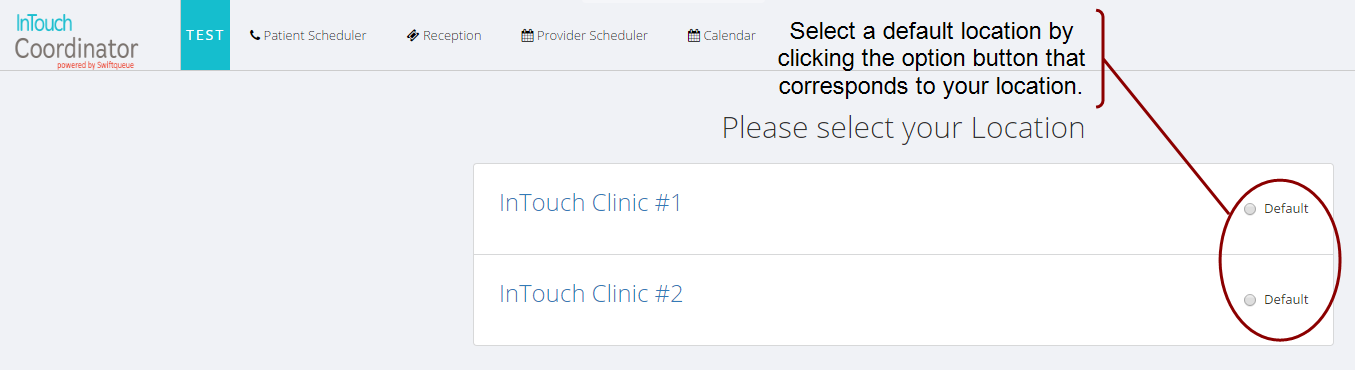 InTouch
Coordinator
powered by Swiftqueue
TEST
Patient Scheduler
Reception
Provider Scheduler
Calendar
Select a default location by
clicking the option button that
corresponds to your location.
Please select your Location
InTouch Clinic #1
Default
InTouch Clinic #2
Default